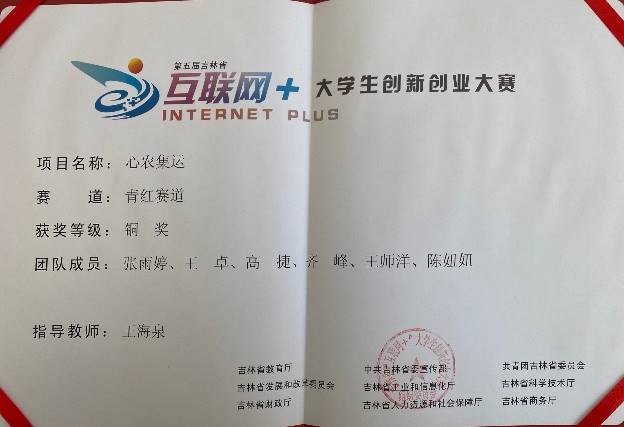 第五届吉林省
互联网+ 大学生创新创业大赛
INTERNET PLUS
项目名称：心农集运
赛 道：青红赛道
获奖等级：铜 奖
团队成员：张雨婷、王 卓、高 捷、齐 峰、王师洋、陈妞妞
指导教师：王海泉
吉林省教育厅 中共吉林省委宣传部 共青团吉林省委员会
吉林省发展和改革委员会 吉林省工业和信息化厅 吉林省科学技术厅
吉林省财政厅 吉林省人力资源和社会保障厅 吉林省商务厅